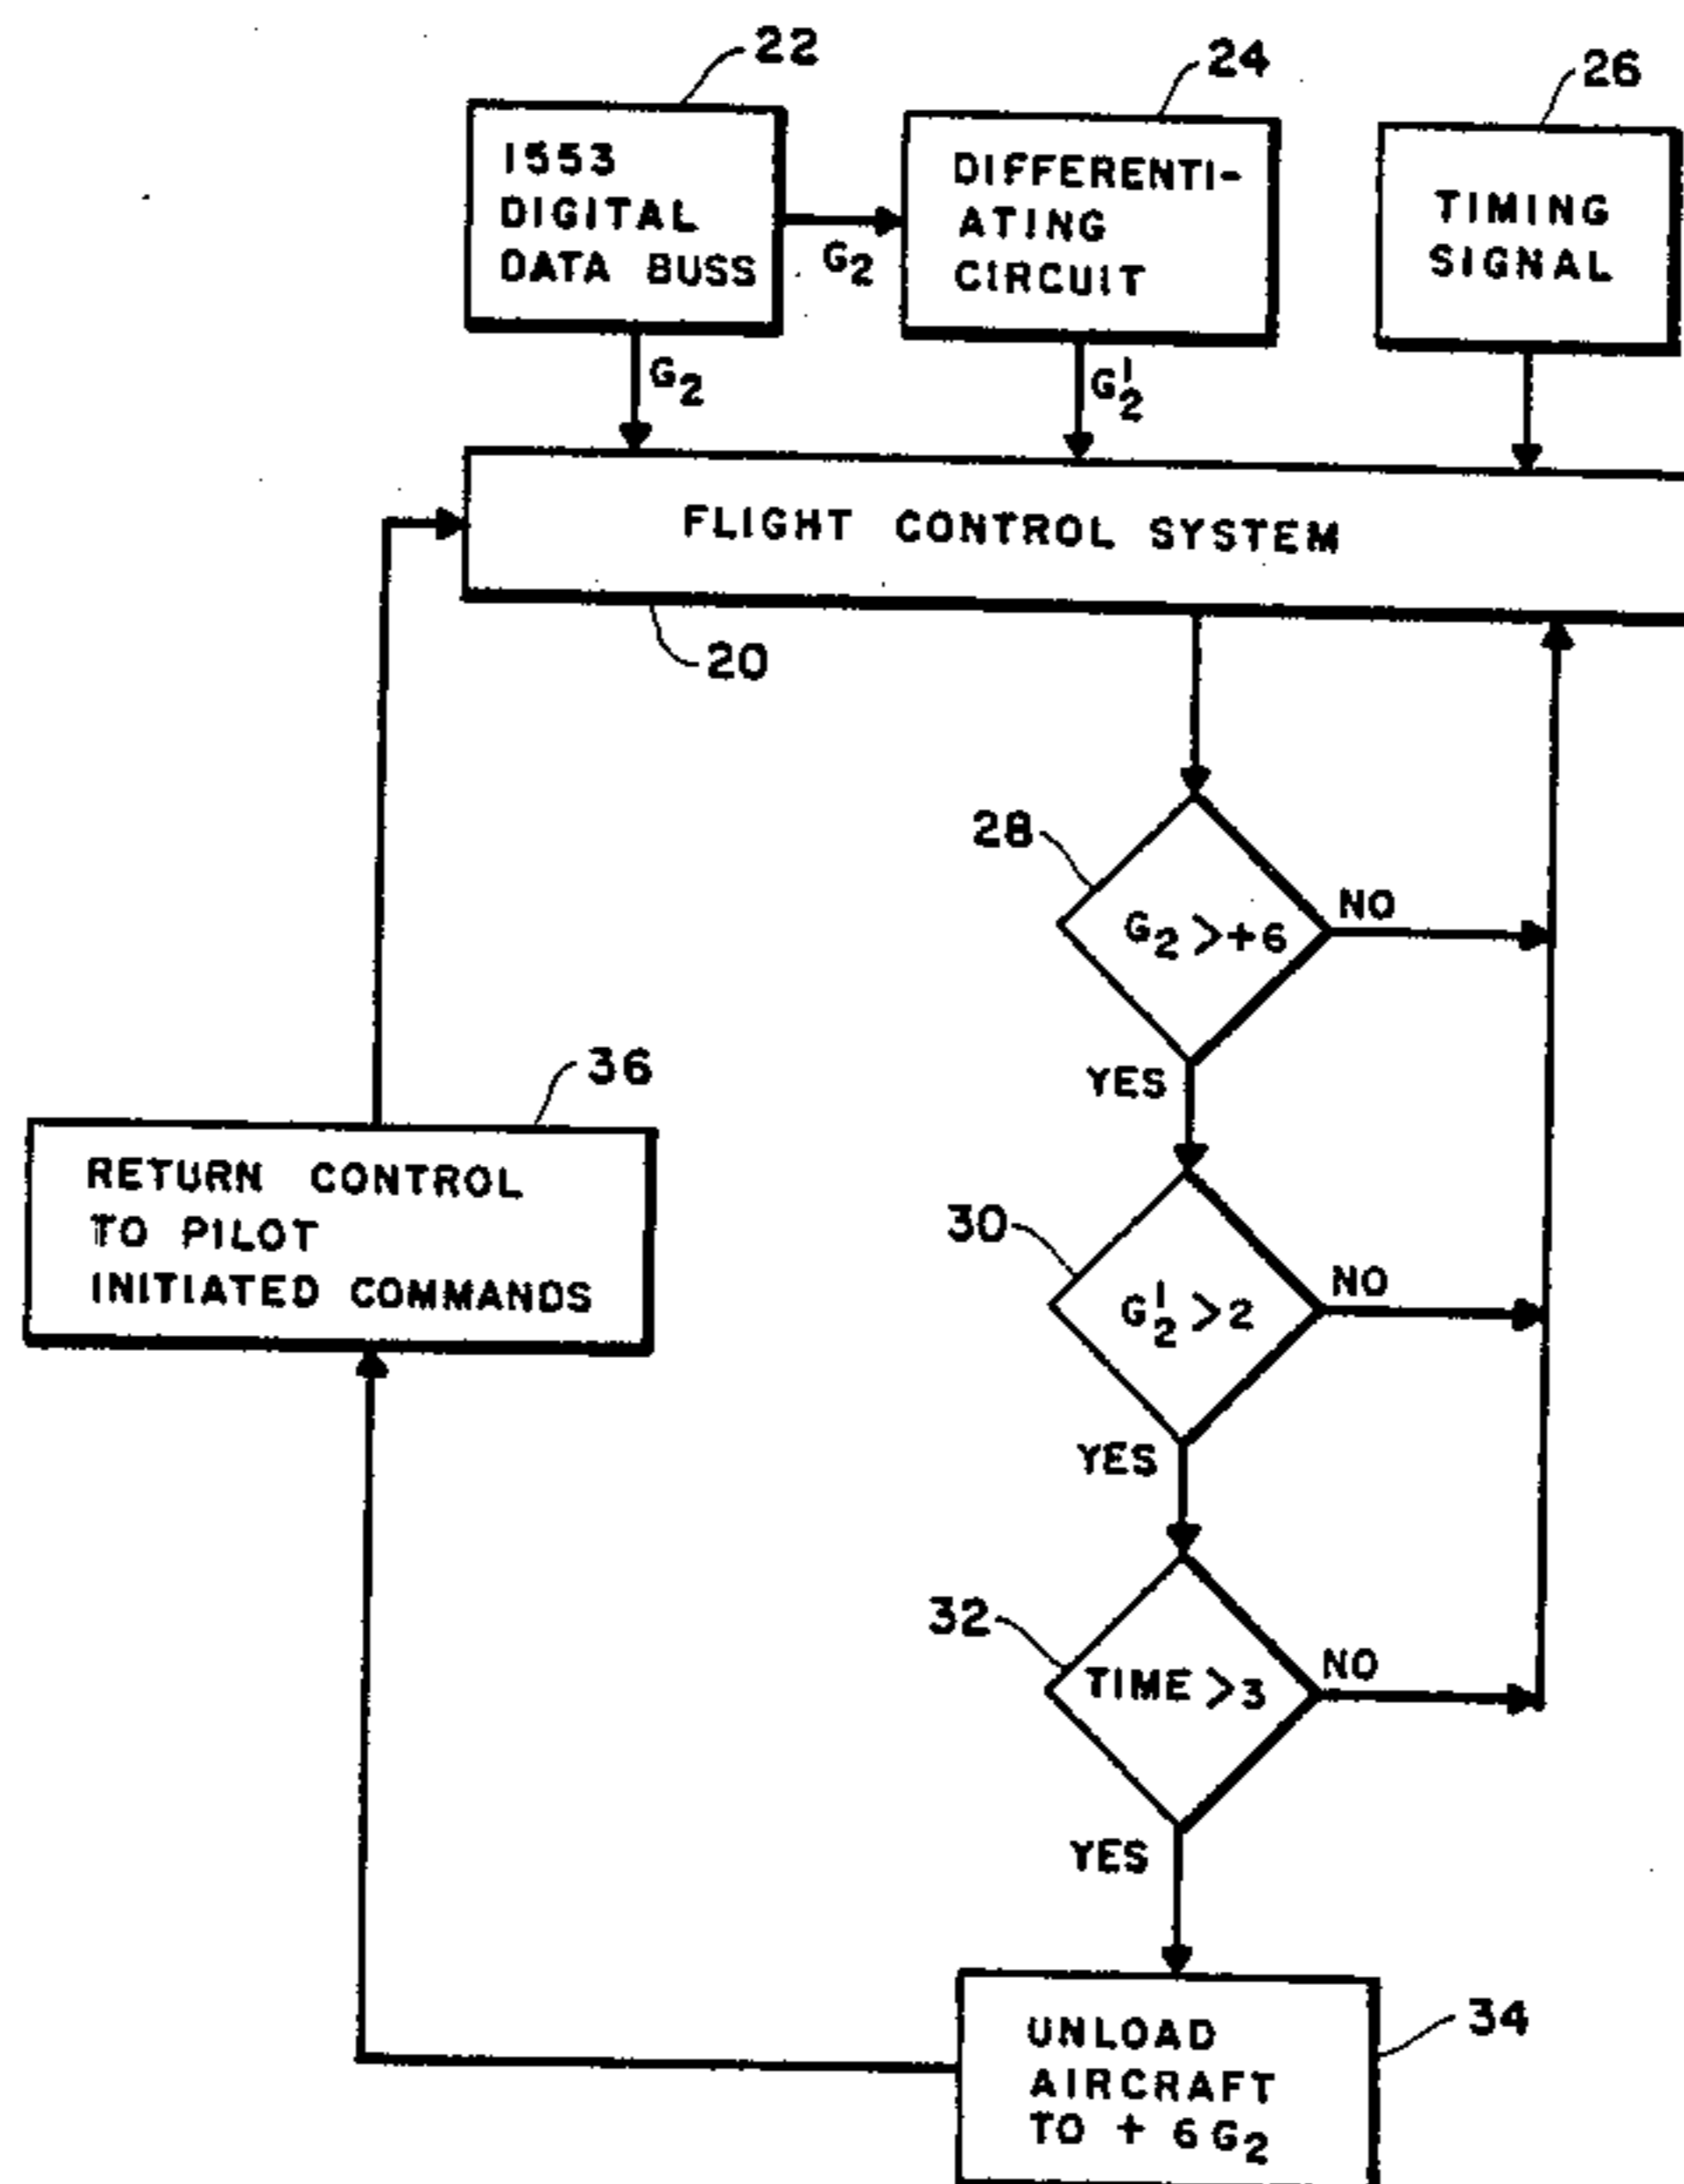 22
24
26
1553
DIGITAL
DATA BUSS
G2
DIFFERENTI-
ATING
CIRCUIT
TIMING
SIGNAL
G2
G'2
FLIGHT CONTROL SYSTEM
20
28
G2 >+6
NO
YES
36
RETURN CONTROL
TO PILOT
INITIATED COMMANDS
30
G'2 >2
NO
YES
32
TIME >3
NO
YES
34
UNLOAD
AIRCRAFT
TO + 6G2